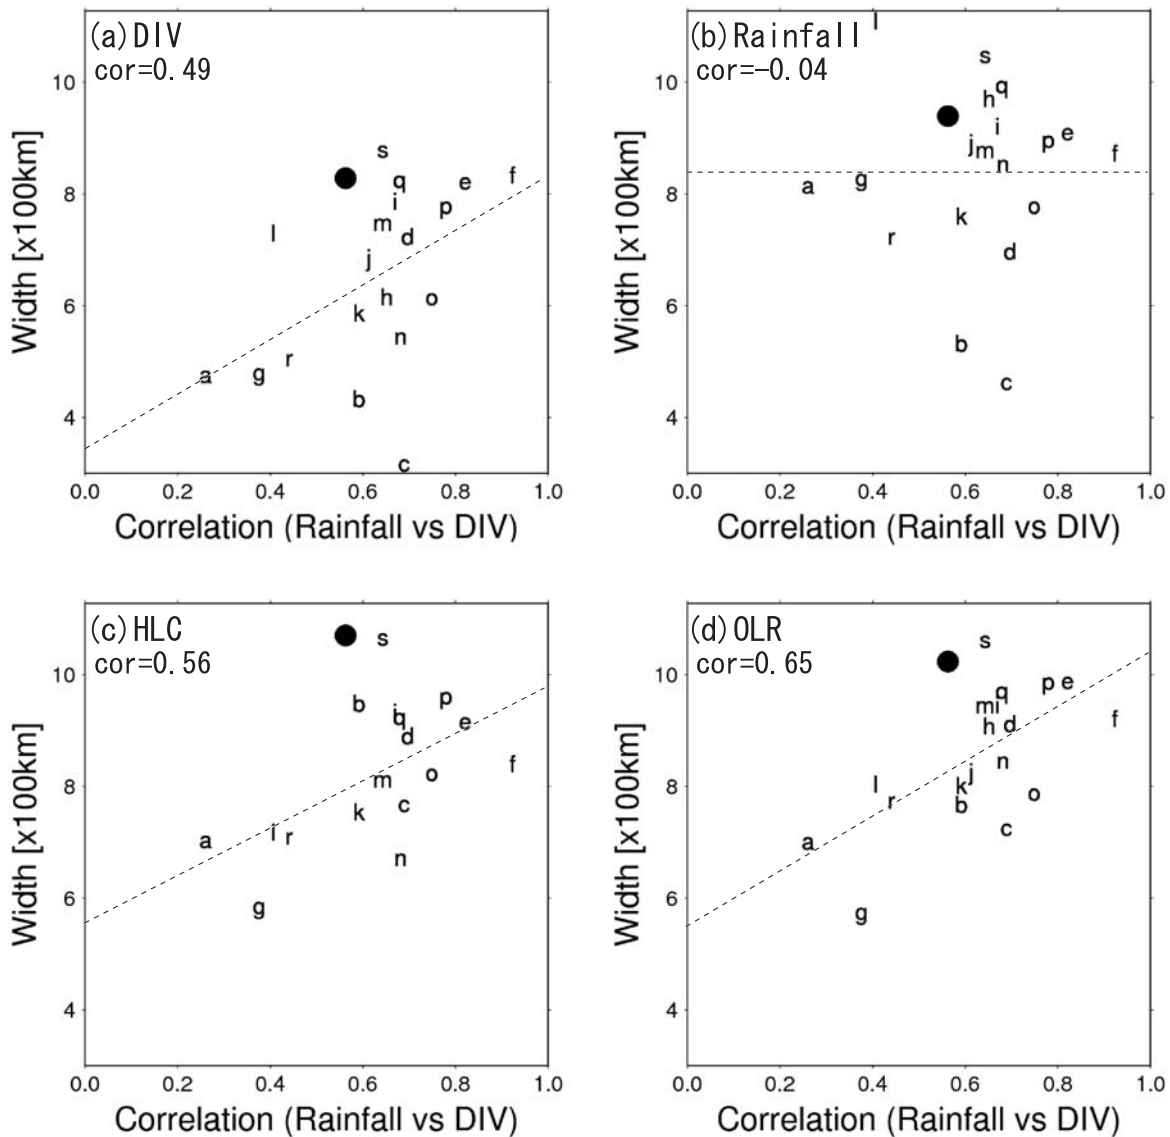 (a)DIV
cor=0.49
10
8
6
4
Width [x100km]
s
q
i
e
f
p
m
d
l
j
h
o
k
n
r
a
g
b
c
0.0 0.2 0.4 0.6 0.8 1.0
Correlation (Rainfall vs DIV)
(b)Rainfall
cor=-0.04
10
8
6
4
Width [x100km]
l
s
q
h
i
e
j
m
p
f
n
a
g
k
o
r
d
b
c
0.0 0.2 0.4 0.6 0.8 1.0
Correlation (Rainfall vs DIV)
(c)HLC
cor=0.56
10
8
6
4
Width [x100km]
s
b
p
i
q
e
d
f
m
o
c
k
l
r
a
n
g
0.0 0.2 0.4 0.6 0.8 1.0
Correlation (Rainfall vs DIV)
(d)OLR
cor=0.65
10
8
6
4
Width [x100km]
s
q
p
e
m
i
h
d
f
n
j
l
k
r
b
o
c
a
g
0.0 0.2 0.4 0.6 0.8 1.0
Correlation (Rainfall vs DIV)